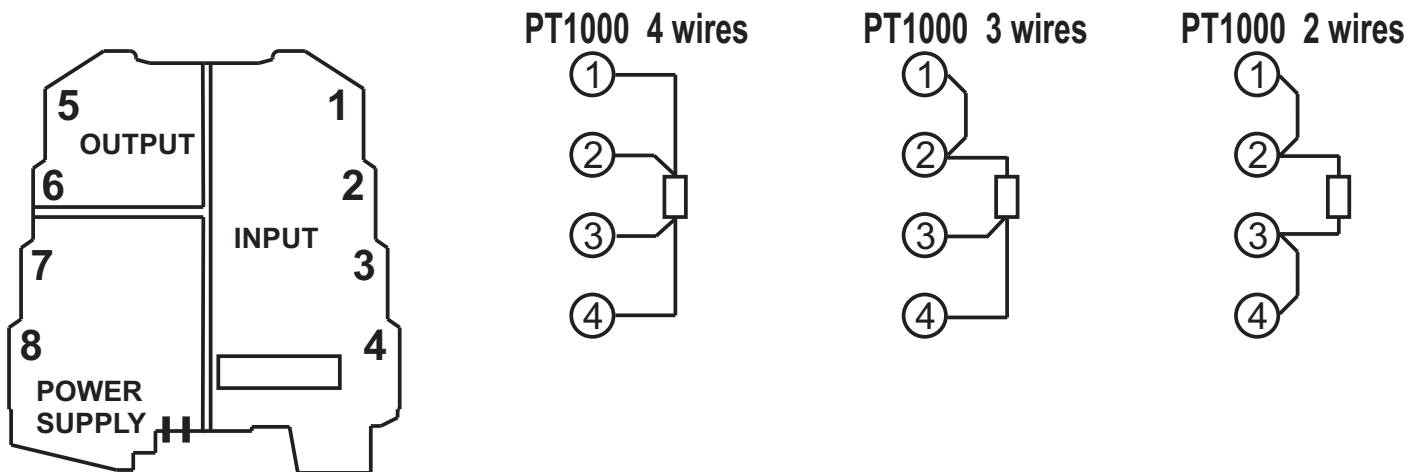 PT1000 4 wires
1
2
3
4
PT1000 3 wires
1
2
3
4
PT1000 2 wires
1
2
3
4
5
OUTPUT
6
7
8
POWER
SUPPLY
1
2
INPUT
3
4